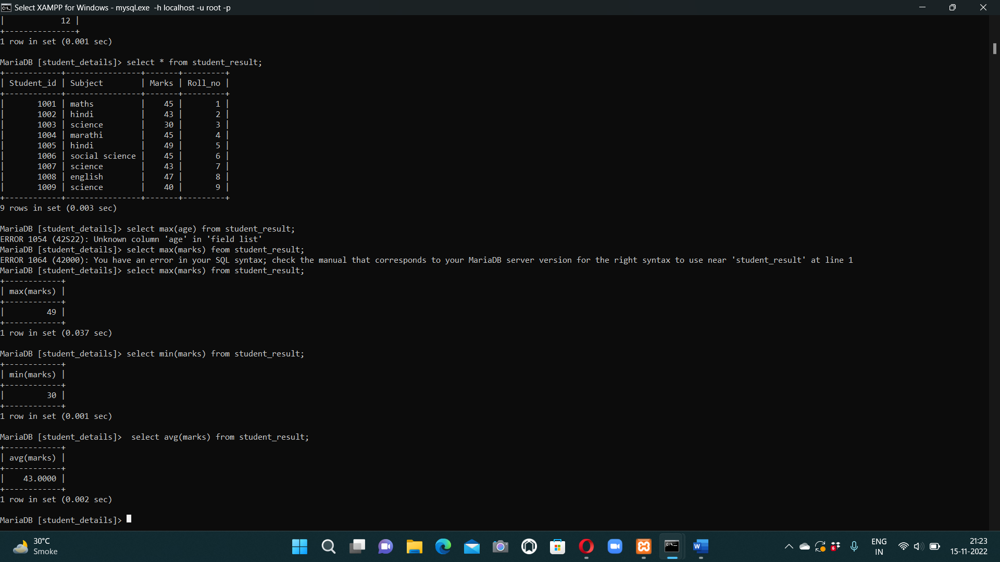 Select XAMPP for Windows - mysql.exe  -h localhost -u root -p
|            12 |
+---------------+
1 row in set (0.001 sec)

MariaDB [student_details]> select * from student_result;
+------------+----------------+-------+---------+
| Student_id | Subject        | Marks | Roll_no |
+------------+----------------+-------+---------+
|       1001 | maths          |    45 |       1 |
|       1002 | hindi          |    43 |       2 |
|       1003 | science        |    30 |       3 |
|       1004 | marathi        |    45 |       4 |
|       1005 | hindi          |    49 |       5 |
|       1006 | social science |    45 |       6 |
|       1007 | science        |    43 |       7 |
|       1008 | english        |    47 |       8 |
|       1009 | science        |    40 |       9 |
+------------+----------------+-------+---------+
9 rows in set (0.003 sec)

MariaDB [student_details]> select max(age) from student_result;
ERROR 1054 (42S22): Unknown column 'age' in 'field list'
MariaDB [student_details]> select max(marks) feom student_result;
ERROR 1064 (42000): You have an error in your SQL syntax; check the manual that corresponds to your MariaDB server version for the right syntax to use near 'student_result' at line 1
MariaDB [student_details]> select max(marks) from student_result;
+------------+
| max(marks) |
+------------+
|         49 |
+------------+
1 row in set (0.037 sec)

MariaDB [student_details]> select min(marks) from student_result;
+------------+
| min(marks) |
+------------+
|         30 |
+------------+
1 row in set (0.001 sec)

MariaDB [student_details]>  select avg(marks) from student_result;
+------------+
| avg(marks) |
+------------+
|    43.0000 |
+------------+
1 row in set (0.002 sec)

MariaDB [student_details]>
30°C
Smoke
6
ENG
IN
21:23
15-11-2022